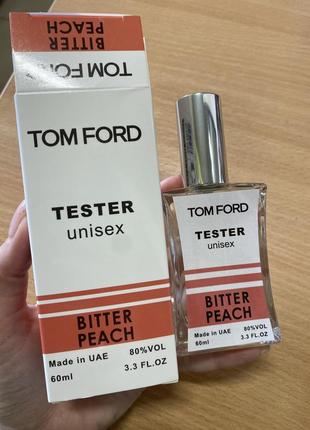 BITTER
PEACH
TOM FORD
TOM FORD
TESTER
unisex
BITTER
PEACH
Made in UAE 80%VOL
60ml 3.3 FL.OZ
TOM FORD
TESTER
unisex
BITTER
PEACH
Made in UAE 80%VOL
60ml 3.3 FL.OZ